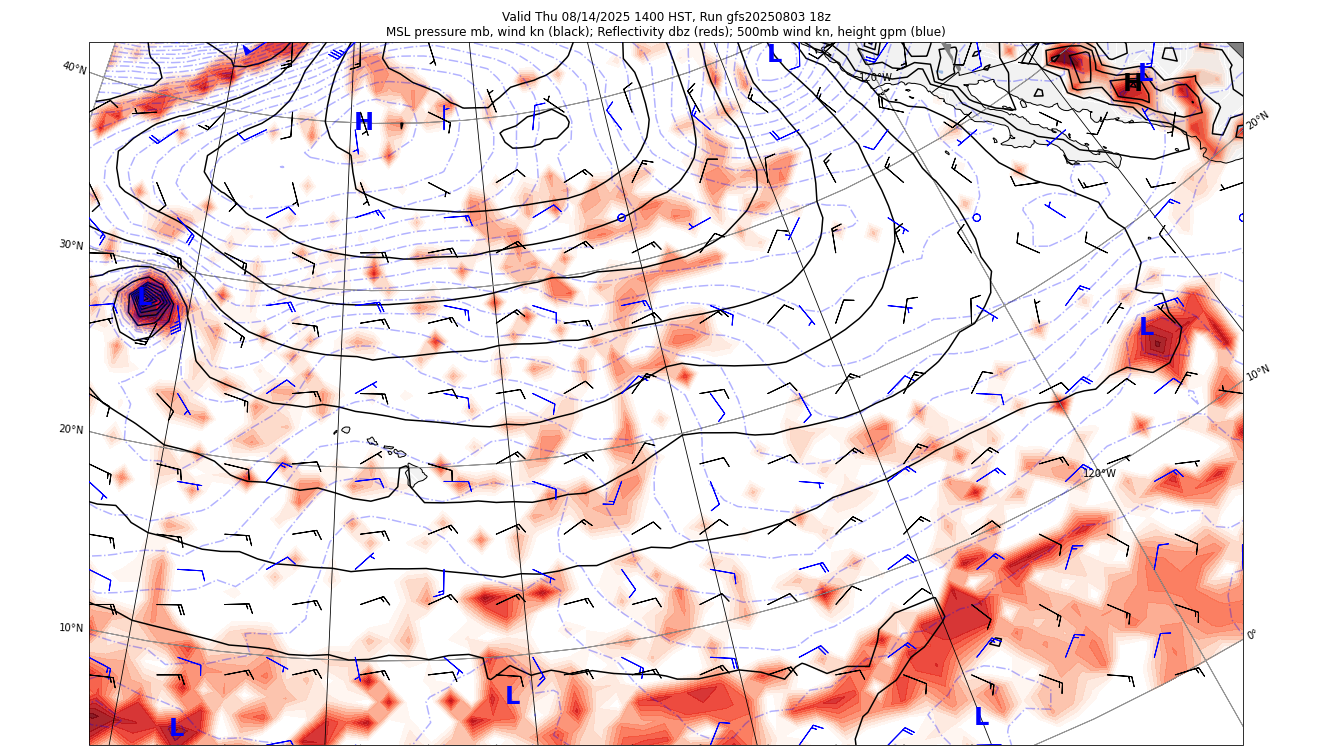 Valid Thu 08/14/2025 1400 HST, Run gfs20250803 18z
MSL pressure mb, wind kn (black); Reflectivity dbz (reds); 500mb wind kn, height gpm (blue)
L
L
40°N
120°W
H
H
20°N
30°N
L
L
10°N
20°N
120°W
10°N
0°
L
L
L